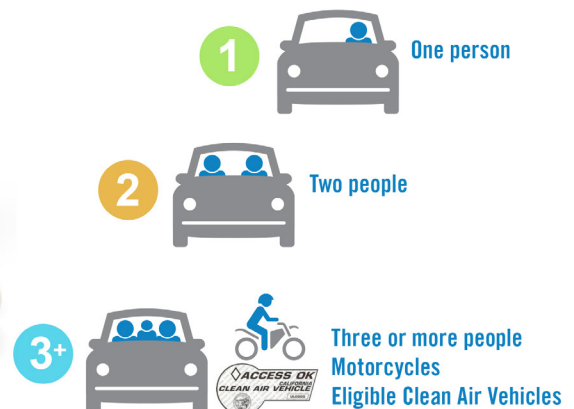 1
One person
2
Two people
3+
Three or more people
Motorcycles
Eligible Clean Air Vehicles
ACCESS OK
CALIFORNIA
CLEAN AIR VEHICLE